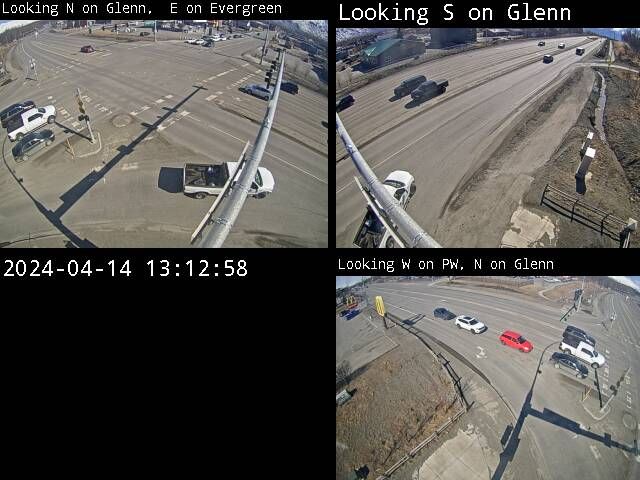 Looking N on Glenn,  E on Evergreen
Looking S on Glenn
2024-04-14 13:12:58
Looking W on PW, N on Glenn